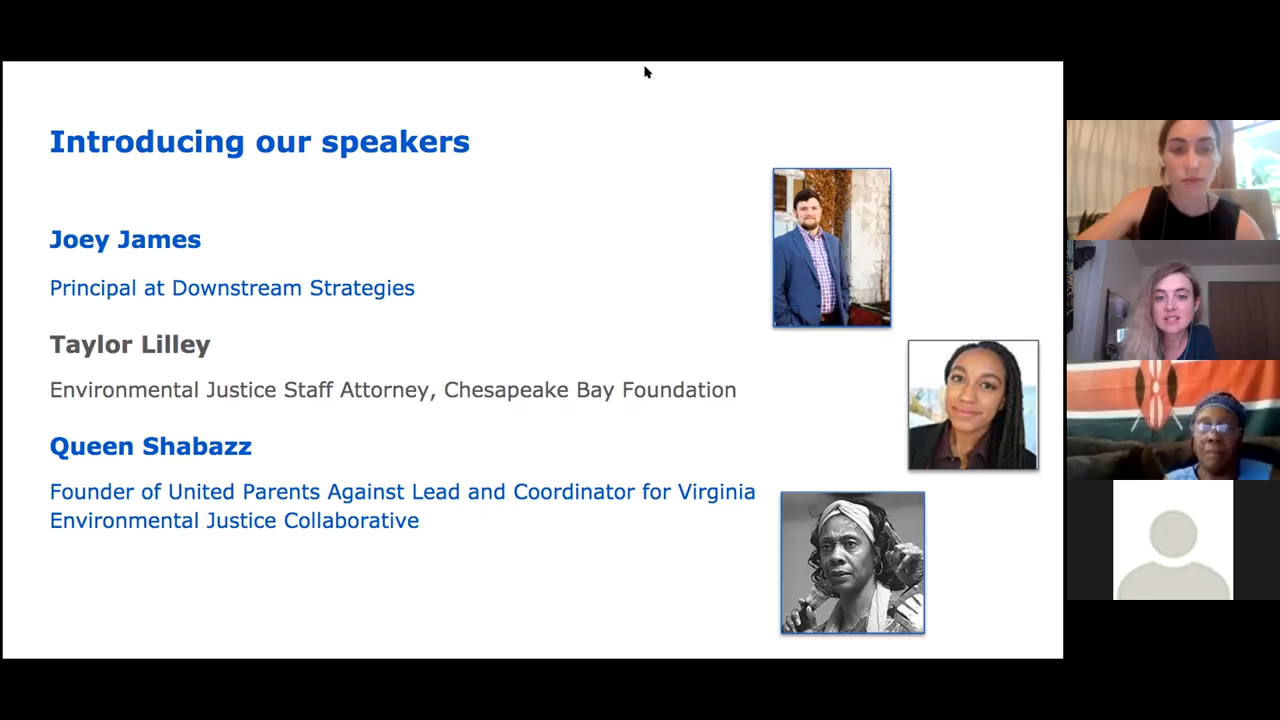 Introducing our speakers
Joey James
Principal at Downstream Strategies
Taylor Lilley
Environmental Justice Staff Attorney, Chesapeake Bay Foundation
Queen Shabazz
Founder of United Parents Against Lead and Coordinator for Virginia
Environmental Justice Collaborative